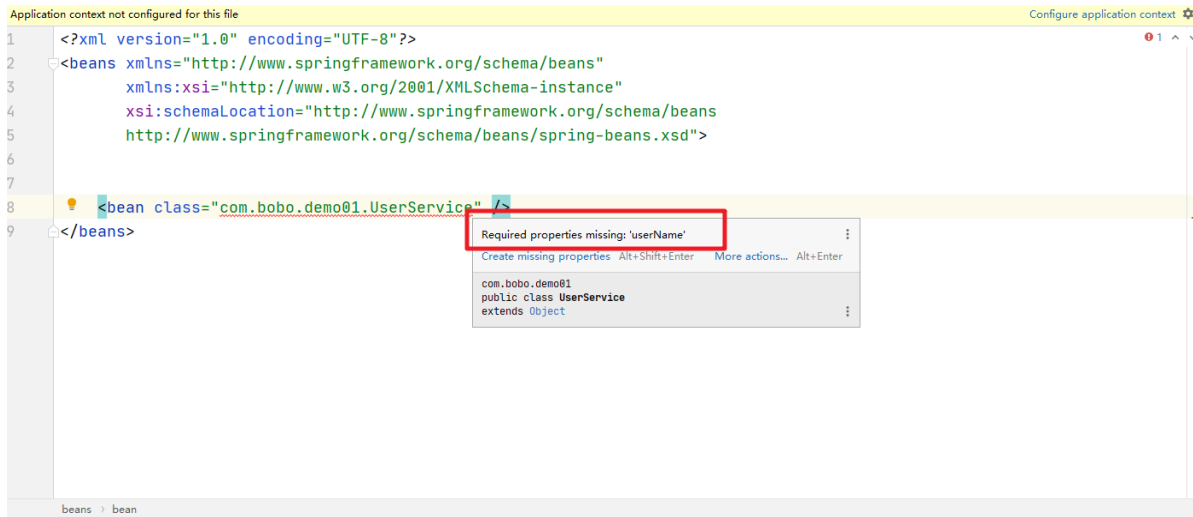 Application context not configured for this file Configure application context
1 <?xml version="1.0" encoding="UTF-8"?> 1
2 <beans xmlns="http://www.springframework.org/schema/beans"
3 xmlns:xsi="http://www.w3.org/2001/XMLSchema-instance"
4 xsi:schemaLocation="http://www.springframework.org/schema/beans
5 http://www.springframework.org/schema/beans/spring-beans.xsd">
6
7
8 <bean class="com.bobo.demo01.UserService" />
9 </beans>
Required properties missing: 'userName'
Create missing properties Alt+Shift+Enter More actions... Alt+Enter
com.bobo.demo01
public class UserService
extends Object
beans › bean